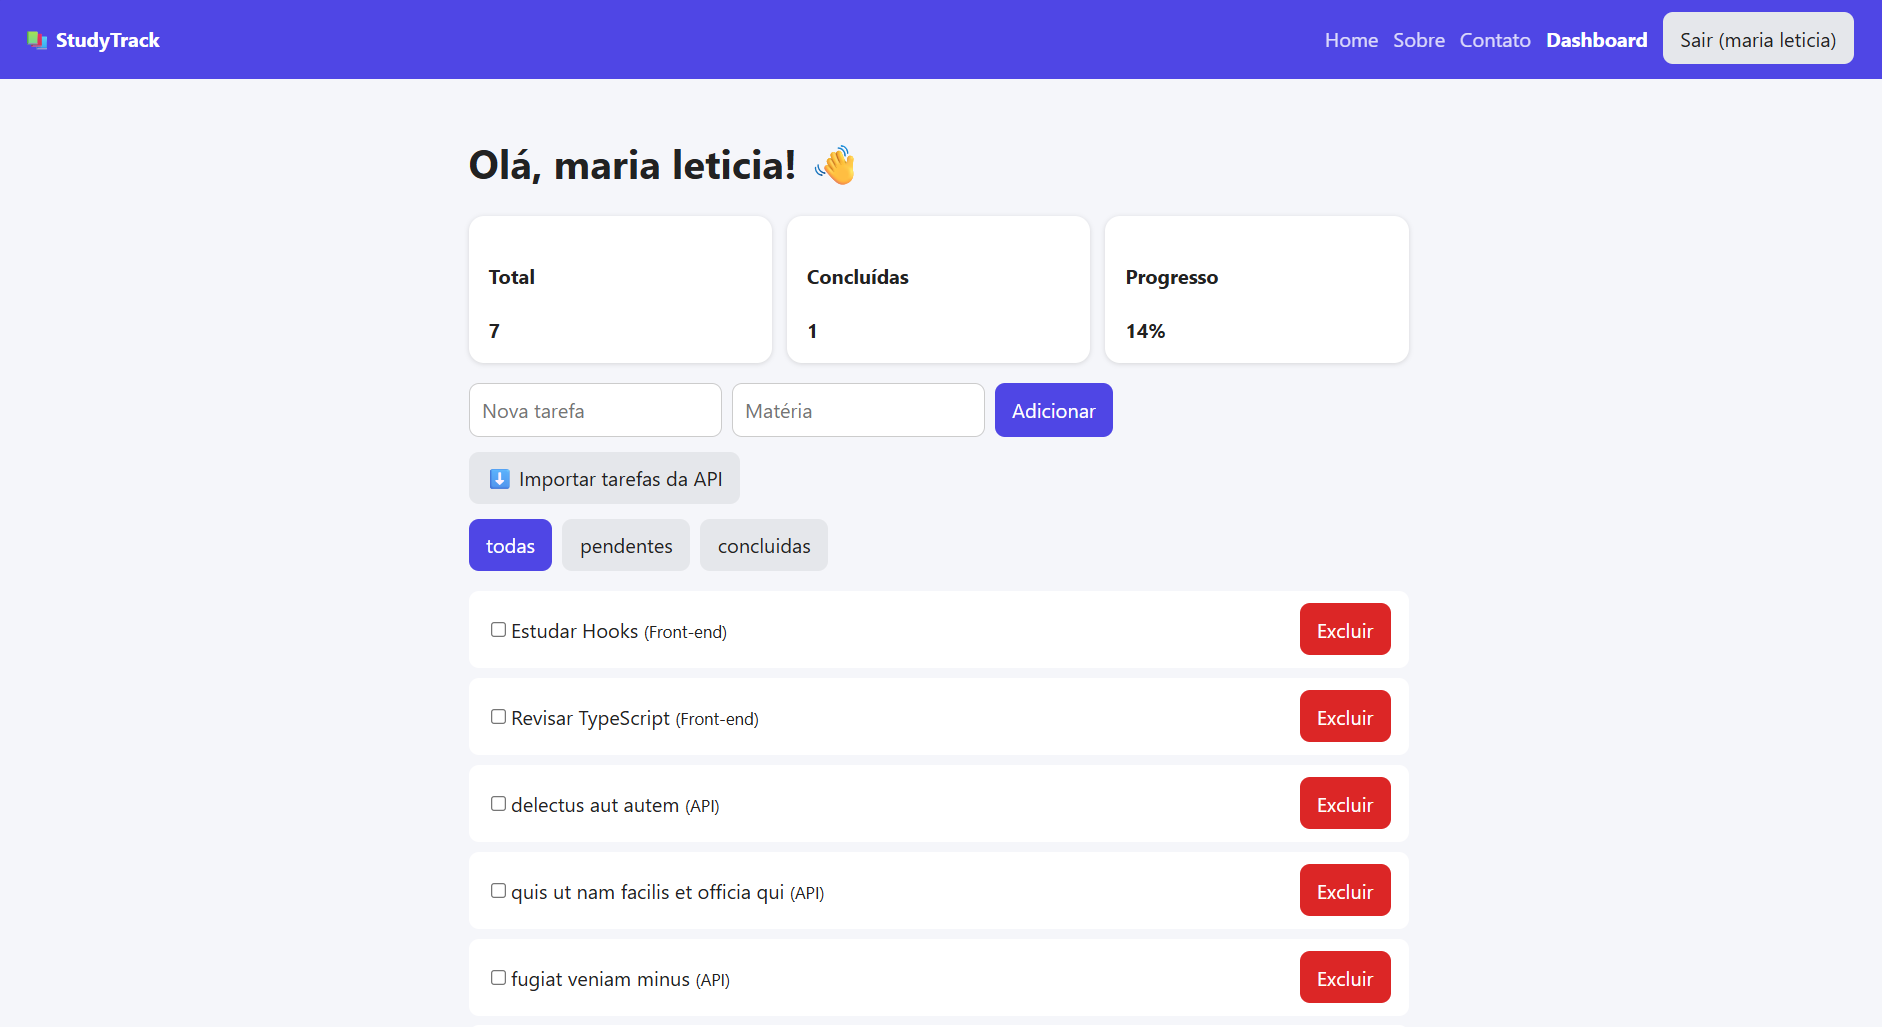 StudyTrack
Home Sobre Contato Dashboard Sair (maria leticia)
Olá, maria leticia!
Total
7
Concluídas
1
Progresso
14%
Nova tarefa
Matéria
Adicionar
Importar tarefas da API
todas pendentes concluidas
Estudar Hooks (Front-end) Excluir
Revisar TypeScript (Front-end) Excluir
delectus aut autem (API) Excluir
quis ut nam facilis et officia qui (API) Excluir
fugiat veniam minus (API) Excluir